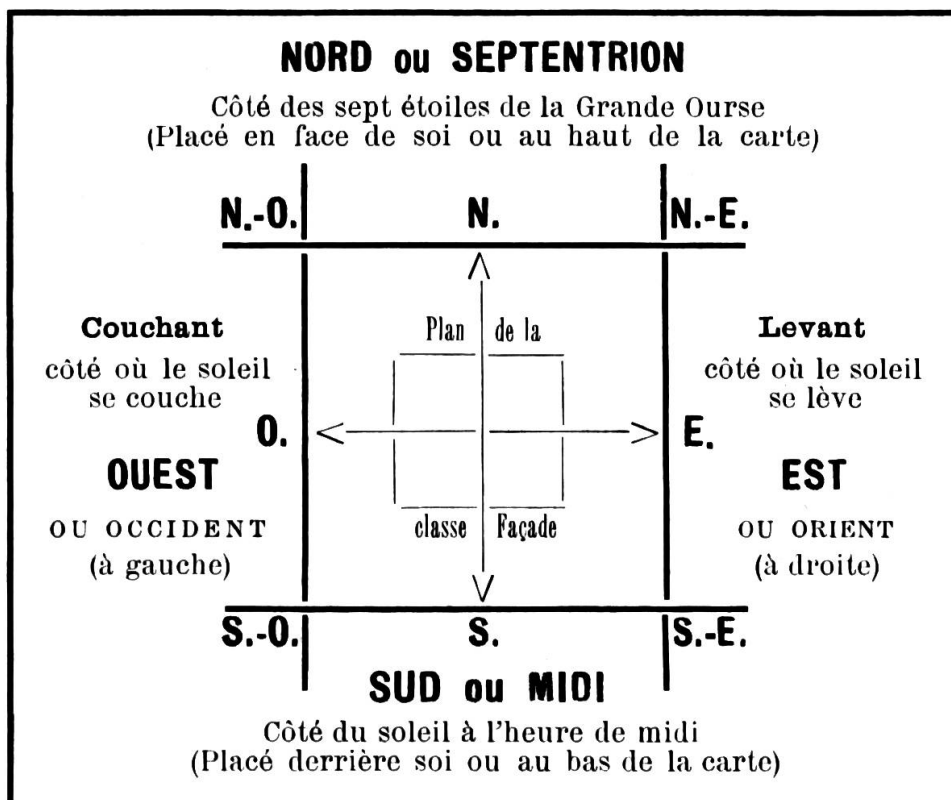 NORD ou SEPTENTRION
Côté des sept étoiles de la Grande Ourse
(Placé en face de soi ou au haut de la carte)
N.-O.
N.
N.-E.
Couchant
côté où le soleil
se couche
O.
OUEST
OU OCCIDENT
(à gauche)
Plan de la
classe Façade
Levant
côté où le soleil
se lève
E.
EST
OU ORIENT
(à droite)
S.-O.
S.
S.-E.
SUD ou MIDI
Côté du soleil à l'heure de midi
(Placé derrière soi ou au bas de la carte)